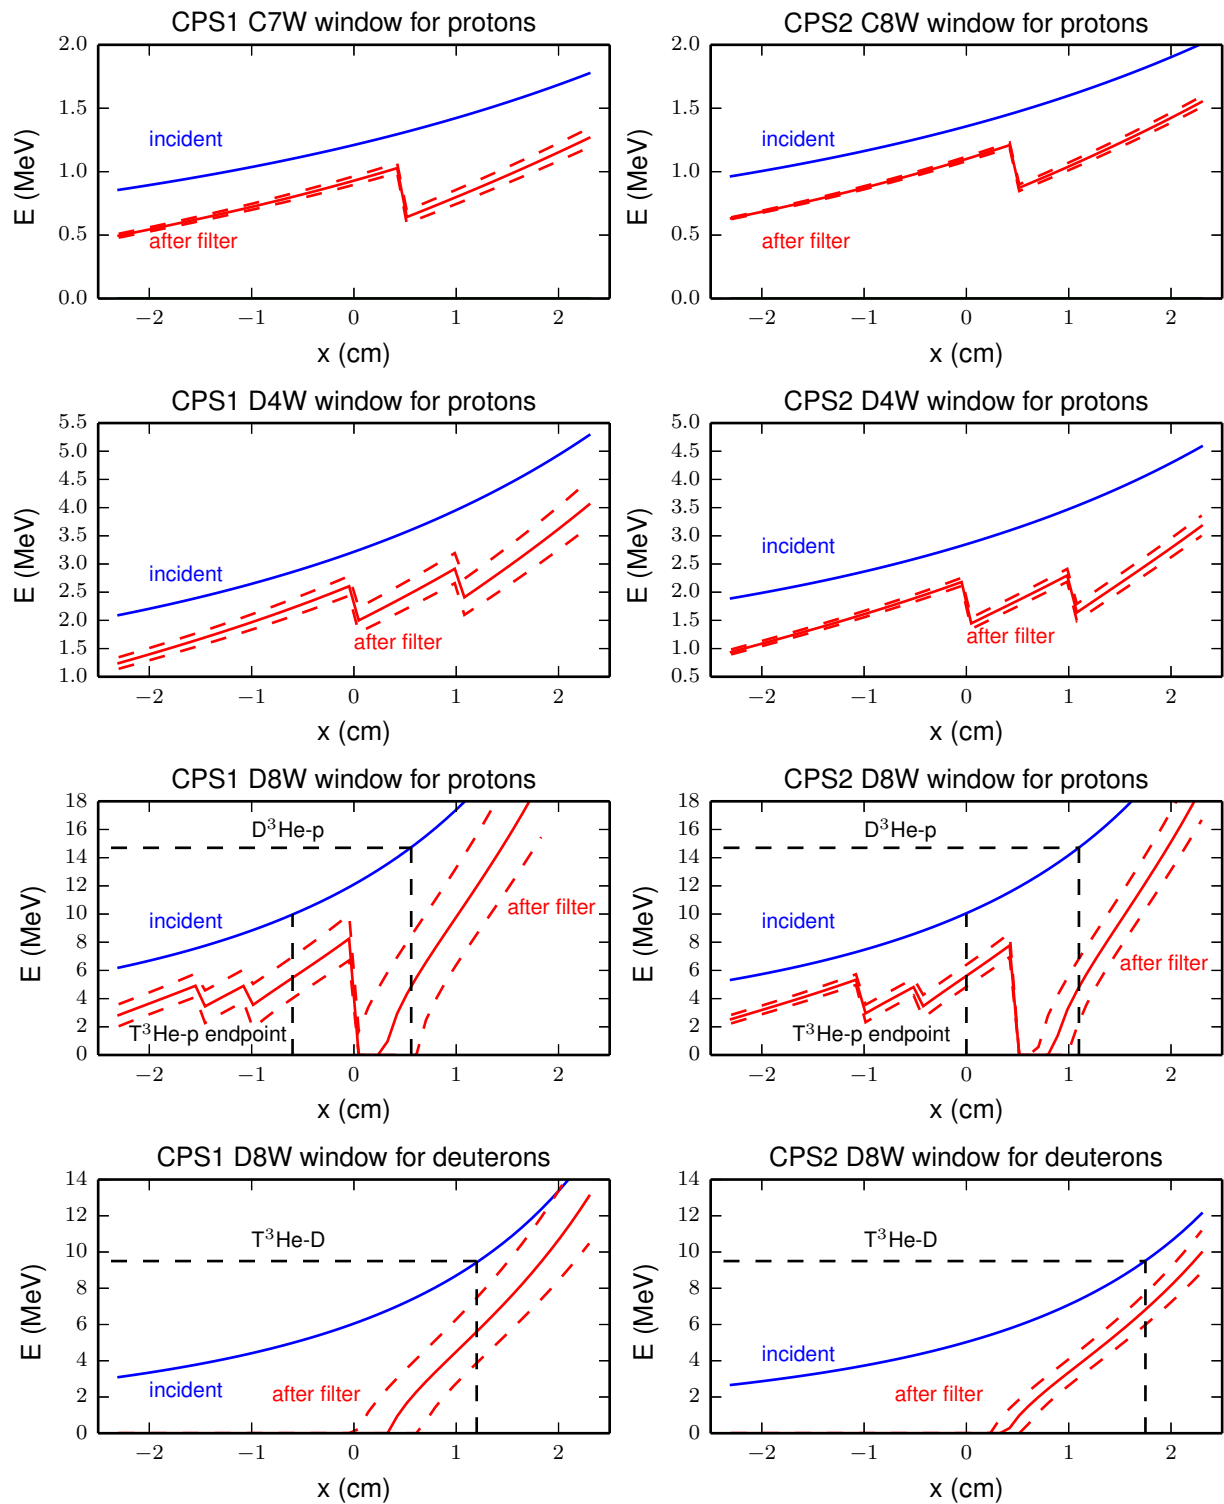 CPS1 C7W window for protons
2.0
1.5
1.0
0.5
0.0
E (MeV)
incident
after filter
−2 −1 0 1 2
x (cm)
CPS2 C8W window for protons
2.0
1.5
1.0
0.5
0.0
E (MeV)
incident
after filter
−2 −1 0 1 2
x (cm)
CPS1 D4W window for protons
5.5
5.0
4.5
4.0
3.5
3.0
2.5
2.0
1.5
1.0
E (MeV)
incident
after filter
−2 −1 0 1 2
x (cm)
CPS2 D4W window for protons
5.0
4.5
4.0
3.5
3.0
2.5
2.0
1.5
1.0
0.5
E (MeV)
incident
after filter
−2 −1 0 1 2
x (cm)
CPS1 D8W window for protons
18
16
14
12
10
8
6
4
2
0
E (MeV)
D³He-p
incident
after filter
T³He-p endpoint
−2 −1 0 1 2
x (cm)
CPS2 D8W window for protons
18
16
14
12
10
8
6
4
2
0
E (MeV)
D³He-p
incident
after filter
T³He-p endpoint
−2 −1 0 1 2
x (cm)
CPS1 D8W window for deuterons
14
12
10
8
6
4
2
0
E (MeV)
T³He-D
incident
after filter
−2 −1 0 1 2
x (cm)
CPS2 D8W window for deuterons
14
12
10
8
6
4
2
0
E (MeV)
T³He-D
incident
after filter
−2 −1 0 1 2
x (cm)